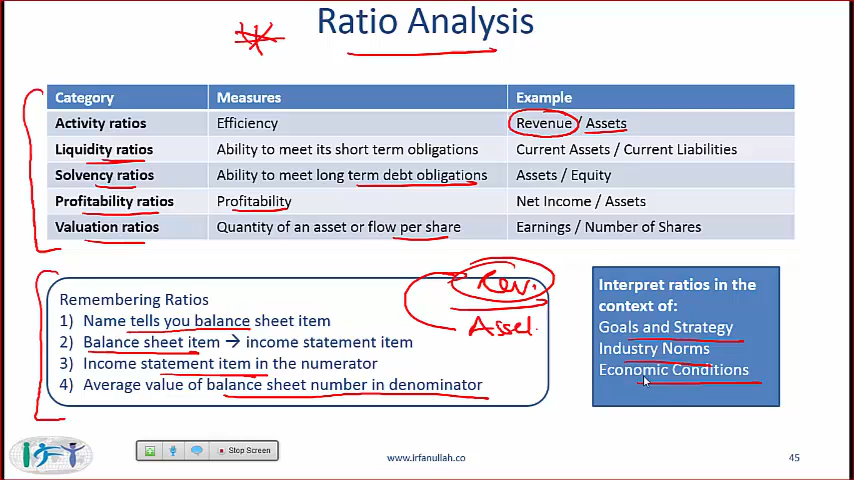 Ratio Analysis
Category Measures Example
Activity ratios Efficiency Revenue / Assets
Liquidity ratios Ability to meet its short term obligations Current Assets / Current Liabilities
Solvency ratios Ability to meet long term debt obligations Assets / Equity
Profitability ratios Profitability Net Income / Assets
Valuation ratios Quantity of an asset or flow per share Earnings / Number of Shares
Remembering Ratios
1) Name tells you balance sheet item
2) Balance sheet item → income statement item
3) Income statement item in the numerator
4) Average value of balance sheet number in denominator
Rev.
Asset.
Interpret ratios in the
context of:
Goals and Strategy
Industry Norms
Economic Conditions
Stop Screen
www.irfanullah.co
45